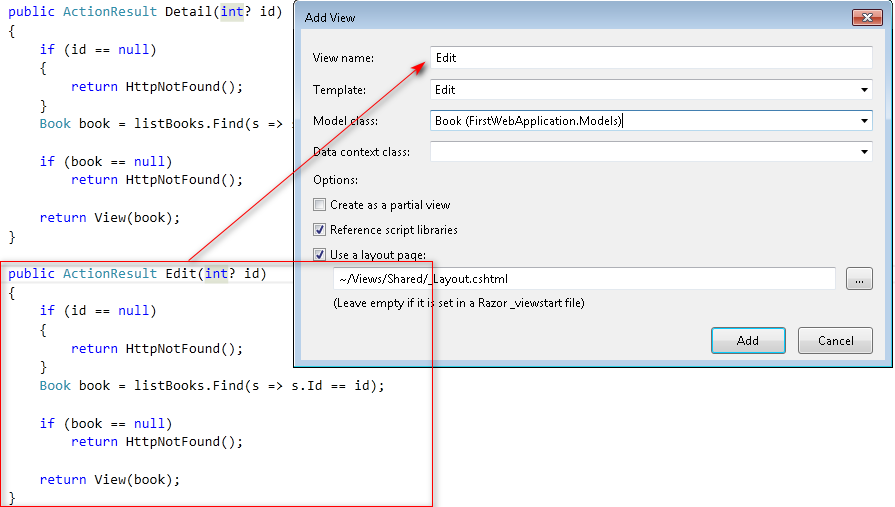 public ActionResult Detail(int? id)
{
if (id == null)
{
return HttpNotFound();
}
Book book = listBooks.Find(s => s
if (book == null)
return HttpNotFound();
return View(book);
}
public ActionResult Edit(int? id)
{
if (id == null)
{
return HttpNotFound();
}
Book book = listBooks.Find(s => s.Id == id);
if (book == null)
return HttpNotFound();
return View(book);
}
Add View
View name:
Edit
Template:
Edit
Model class:
Book (FirstWebApplication.Models)
Data context class:
Options:
Create as a partial view
Reference script libraries
Use a layout page:
~/Views/Shared/_Layout.cshtml
...
(Leave empty if it is set in a Razor _viewstart file)
Add
Cancel